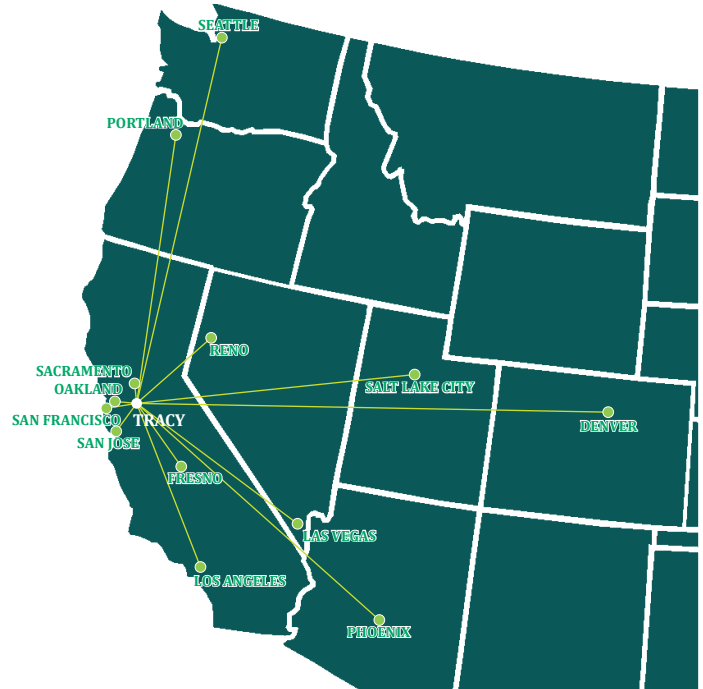 SEATTLE
PORTLAND
RENO
SACRAMENTO
SALT LAKE CITY
OAKLAND
SAN FRANCISCO
TRACY
DENVER
SAN JOSE
FRESNO
LAS VEGAS
LOS ANGELES
PHOENIX